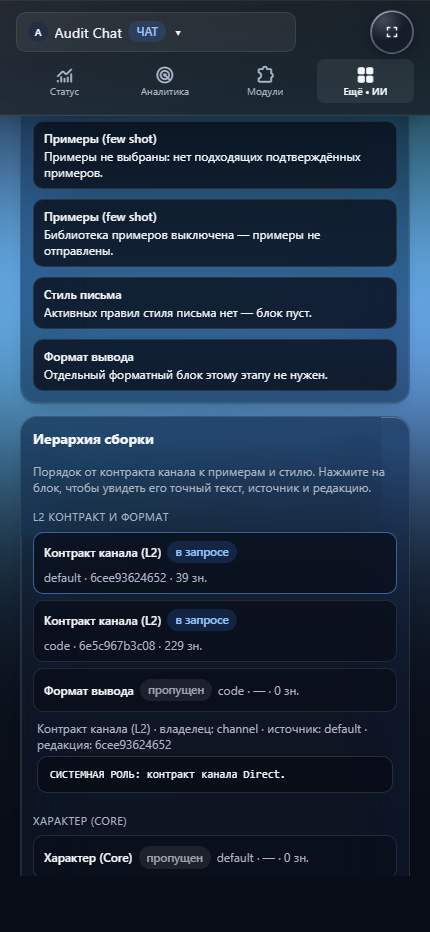 A Audit Chat ЧАТ ▾
Статус
Аналитика
Модули
Ещё • ИИ
Примеры (few shot)
Примеры не выбраны: нет подходящих подтверждённых
примеров.
Примеры (few shot)
Библиотека примеров выключена — примеры не
отправлены.
Стиль письма
Активных правил стиля письма нет — блок пуст.
Формат вывода
Отдельный форматный блок этому этапу не нужен.
Иерархия сборки
Порядок от контракта канала к примерам и стилю. Нажмите на
блок, чтобы увидеть его точный текст, источник и редакцию.
L2 КОНТРАКТ И ФОРМАТ
Контракт канала (L2) в запросе
default · 6cee93624652 · 39 зн.
Контракт канала (L2) в запросе
code · 6e5c967b3c08 · 229 зн.
Формат вывода пропущен code · — · 0 зн.
Контракт канала (L2) · владелец: channel · источник: default ·
редакция: 6cee93624652
СИСТЕМНАЯ РОЛЬ: контракт канала Direct.
ХАРАКТЕР (CORE)
Характер (Core) пропущен default · — · 0 зн.